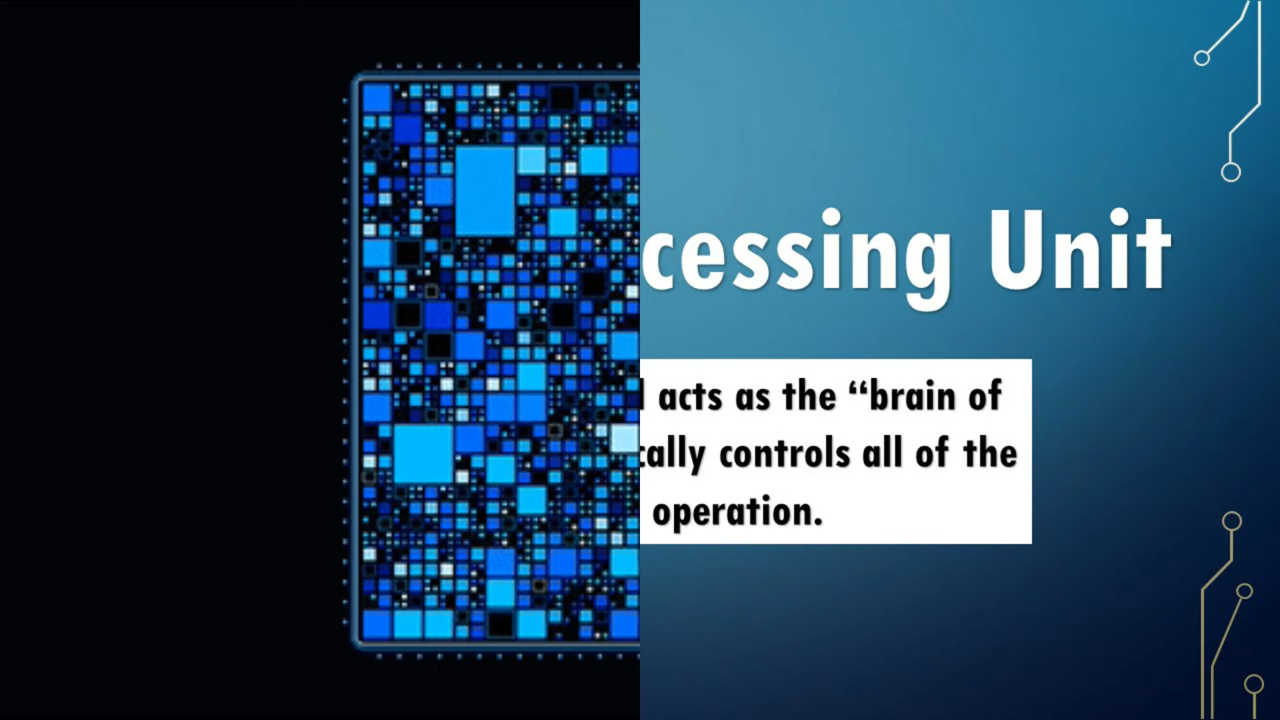 cessing Unit
acts as the “brain of
cally controls all of the
operation.